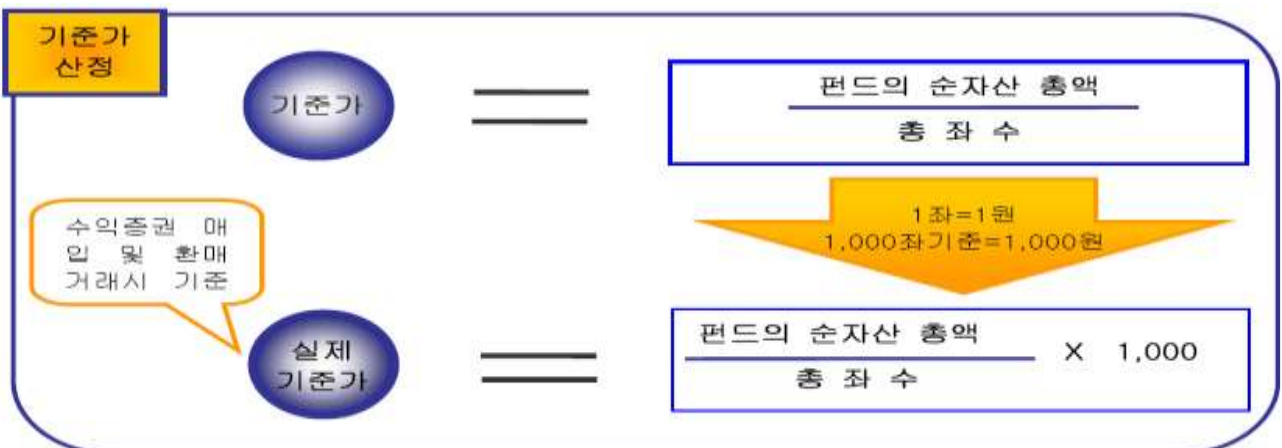 기준가
산정
기준가
펀드의 순자산 총액
총 좌 수
1좌=1원
1,000좌기준=1,000원
수익증권 매
입 및 환매
거래시 기준
실제
기준가
펀드의 순자산 총액
총 좌 수
X 1,000